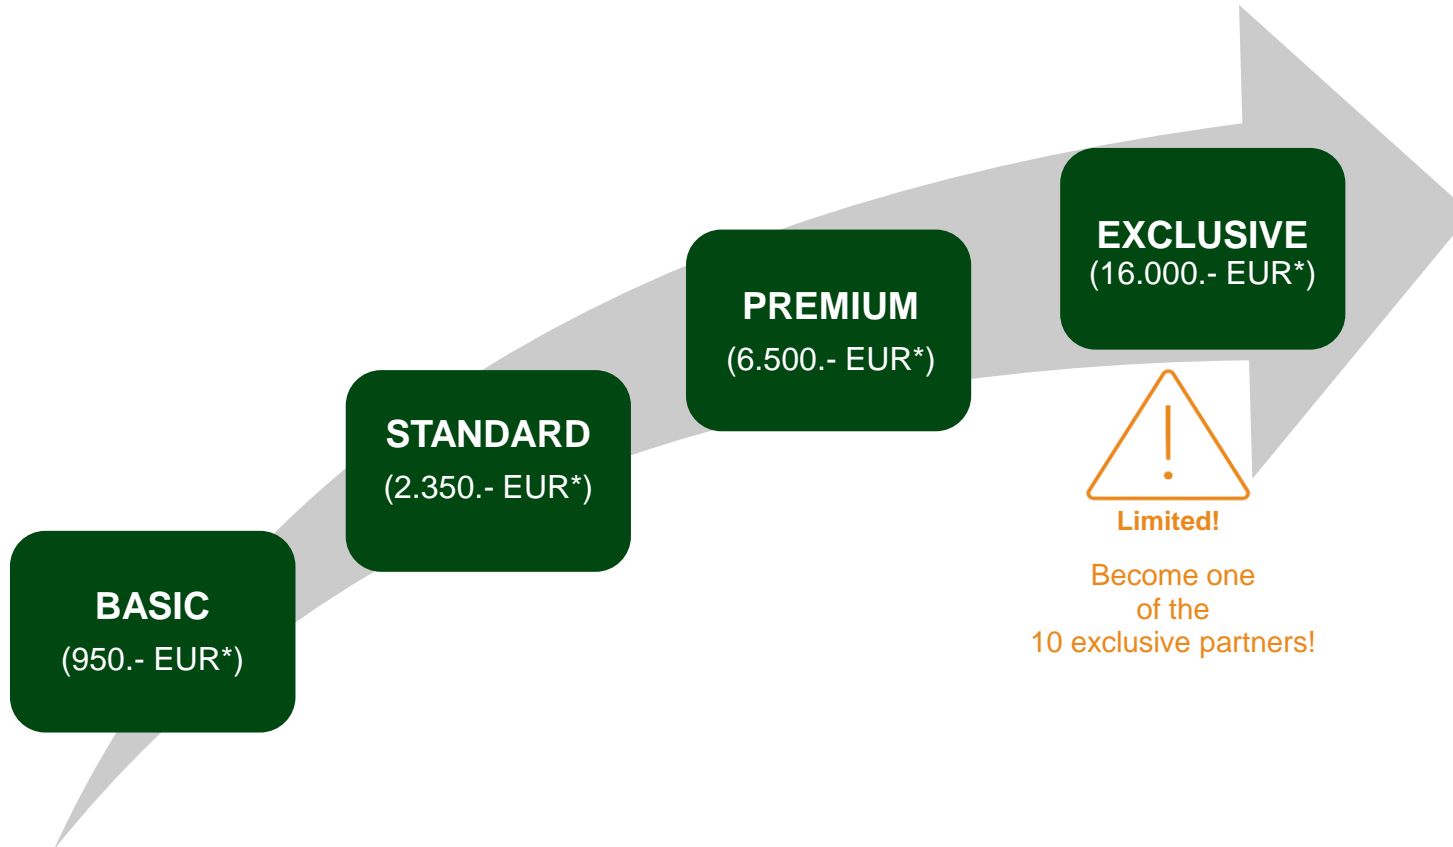 EXCLUSIVE
(16.000.- EUR*)
PREMIUM
(6.500.- EUR*)
STANDARD
(2.350.- EUR*)
BASIC
(950.- EUR*)
Limited!
Become one
of the
10 exclusive partners!